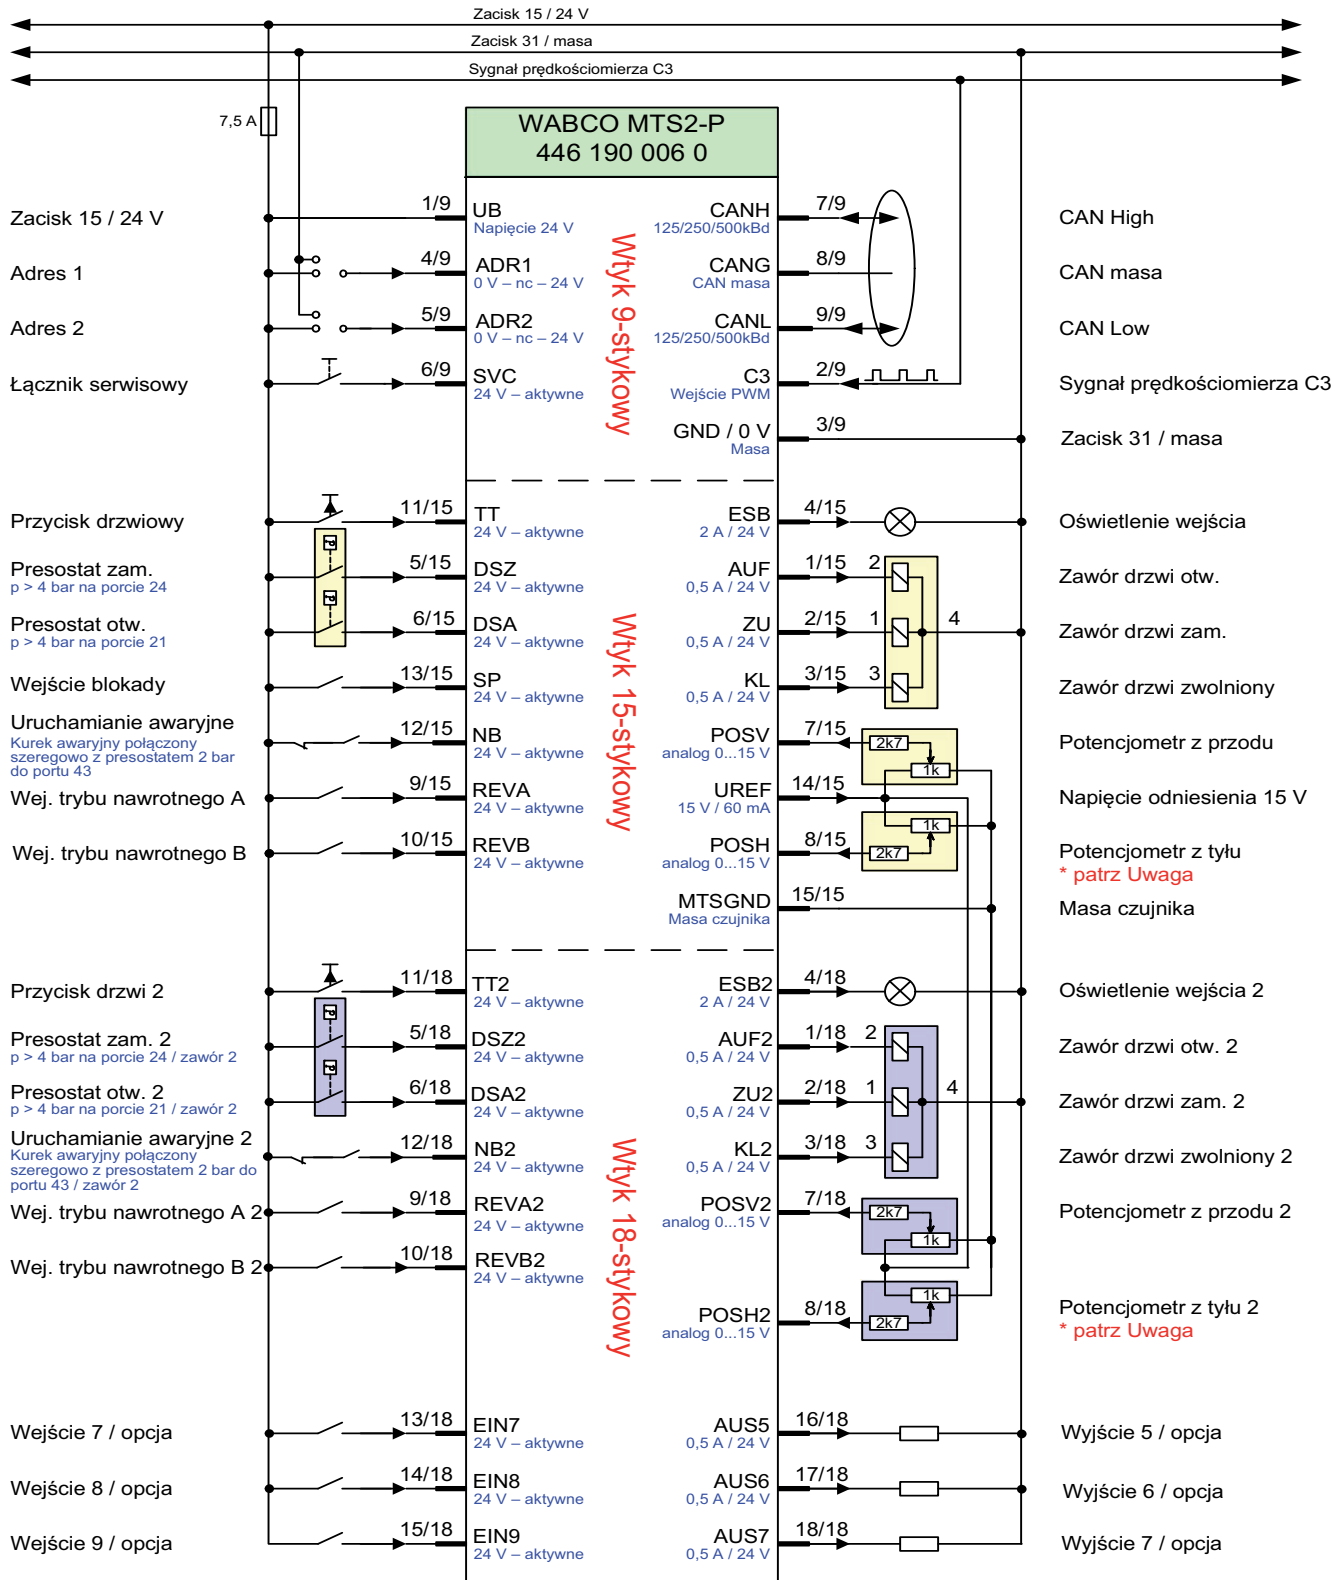 Zacisk 15 / 24 V
Zacisk 31 / masa
Sygnał prędkościomierza C3
7,5 A
WABCO MTS2-P
446 190 006 0
Wtyk 9-stykowy
Zacisk 15 / 24 V
1/9
UB
Napięcie 24 V
CANH
125/250/500kBd
7/9
CAN High
Adres 1
4/9
ADR1
0 V – nc – 24 V
CANG
CAN masa
8/9
CAN masa
Adres 2
5/9
ADR2
0 V – nc – 24 V
CANL
125/250/500kBd
9/9
CAN Low
Łącznik serwisowy
6/9
SVC
24 V – aktywne
C3
Wejście PWM
2/9
Sygnał prędkościomierza C3
GND / 0 V
Masa
3/9
Zacisk 31 / masa
Wtyk 15-stykowy
Przycisk drzwiowy
11/15
TT
24 V – aktywne
ESB
2 A / 24 V
4/15
Oświetlenie wejścia
Presostat zam.
p > 4 bar na porcie 24
P
5/15
DSZ
24 V – aktywne
AUF
0,5 A / 24 V
1/15
2
Zawór drzwi otw.
Presostat otw.
p > 4 bar na porcie 21
P
6/15
DSA
24 V – aktywne
ZU
0,5 A / 24 V
2/15
1
4
Zawór drzwi zam.
Wejście blokady
13/15
SP
24 V – aktywne
KL
0,5 A / 24 V
3/15
3
Zawór drzwi zwolniony
Uruchamianie awaryjne
Kurek awaryjny połączony
szeregowo z presostatem 2 bar
do portu 43
12/15
NB
24 V – aktywne
POSV
analog 0...15 V
7/15
2k7
1k
Potencjometr z przodu
Wej. trybu nawrotnego A
9/15
REVA
24 V – aktywne
UREF
15 V / 60 mA
14/15
Napięcie odniesienia 15 V
Wej. trybu nawrotnego B
10/15
REVB
24 V – aktywne
POSH
analog 0...15 V
8/15
1k
2k7
Potencjometr z tyłu
* patrz Uwaga
MTSGND
Masa czujnika
15/15
Masa czujnika
Wtyk 18-stykowy
Przycisk drzwi 2
11/18
TT2
24 V – aktywne
ESB2
2 A / 24 V
4/18
Oświetlenie wejścia 2
Presostat zam. 2
p > 4 bar na porcie 24 / zawór 2
P
5/18
DSZ2
24 V – aktywne
AUF2
0,5 A / 24 V
1/18
2
Zawór drzwi otw. 2
Presostat otw. 2
p > 4 bar na porcie 21 / zawór 2
P
6/18
DSA2
24 V – aktywne
ZU2
0,5 A / 24 V
2/18
1
4
Zawór drzwi zam. 2
Uruchamianie awaryjne 2
Kurek awaryjny połączony
szeregowo z presostatem 2 bar do
portu 43 / zawór 2
12/18
NB2
24 V – aktywne
KL2
0,5 A / 24 V
3/18
3
Zawór drzwi zwolniony 2
Wej. trybu nawrotnego A 2
9/18
REVA2
24 V – aktywne
POSV2
analog 0...15 V
7/18
2k7
1k
Potencjometr z przodu 2
Wej. trybu nawrotnego B 2
10/18
REVB2
24 V – aktywne
POSH2
analog 0...15 V
8/18
1k
2k7
Potencjometr z tyłu 2
* patrz Uwaga
Wejście 7 / opcja
13/18
EIN7
24 V – aktywne
AUS5
0,5 A / 24 V
16/18
Wyjście 5 / opcja
Wejście 8 / opcja
14/18
EIN8
24 V – aktywne
AUS6
0,5 A / 24 V
17/18
Wyjście 6 / opcja
Wejście 9 / opcja
15/18
EIN9
24 V – aktywne
AUS7
0,5 A / 24 V
18/18
Wyjście 7 / opcja